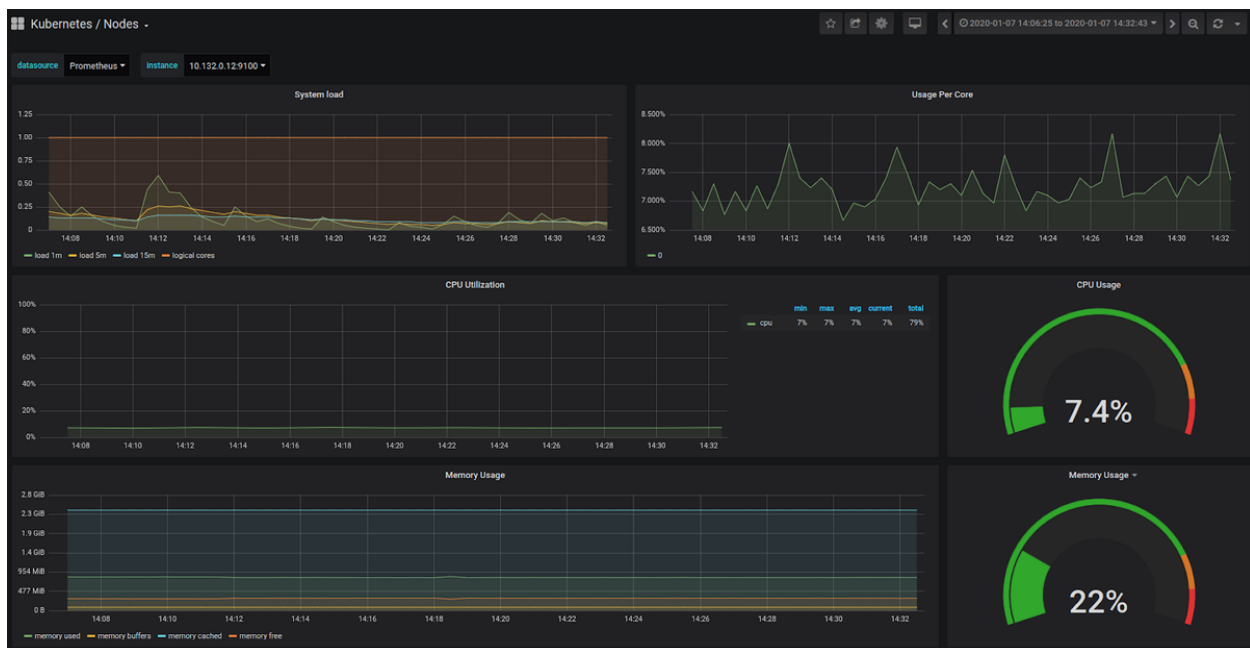 Kubernetes / Nodes
2020-01-07 14:06:25 to 2020-01-07 14:32:43
datasource Prometheus instance 10.132.0.12:9100
System load
1.25
1.00
0.75
0.50
0.25
0
14:08 14:10 14:12 14:14 14:16 14:18 14:20 14:22 14:24 14:26 14:28 14:30 14:32
load 1m load 5m load 15m logical cores
Usage Per Core
8.500%
8.000%
7.500%
7.000%
6.500%
14:08 14:10 14:12 14:14 14:16 14:18 14:20 14:22 14:24 14:26 14:28 14:30 14:32
0
CPU Utilization
100%
80%
60%
40%
20%
0%
14:08 14:10 14:12 14:14 14:16 14:18 14:20 14:22 14:24 14:26 14:28 14:30 14:32
min max avg current total
cpu 7% 7% 7% 7% 79%
CPU Usage
7.4%
Memory Usage
2.8 GiB
2.3 GiB
1.9 GiB
1.4 GiB
954 MiB
477 MiB
0 B
14:08 14:10 14:12 14:14 14:16 14:18 14:20 14:22 14:24 14:26 14:28 14:30 14:32
memory used memory buffers memory cached memory free
Memory Usage
22%